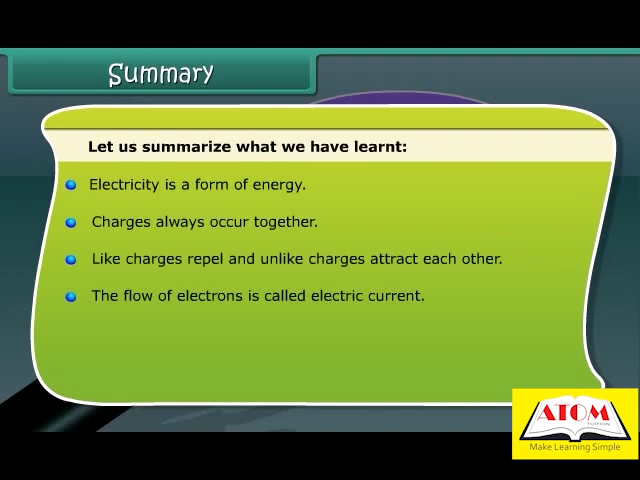 Summary
Let us summarize what we have learnt:
Electricity is a form of energy.
Charges always occur together.
Like charges repel and unlike charges attract each other.
The flow of electrons is called electric current.
ATOM
TUITION
Make Learning Simple